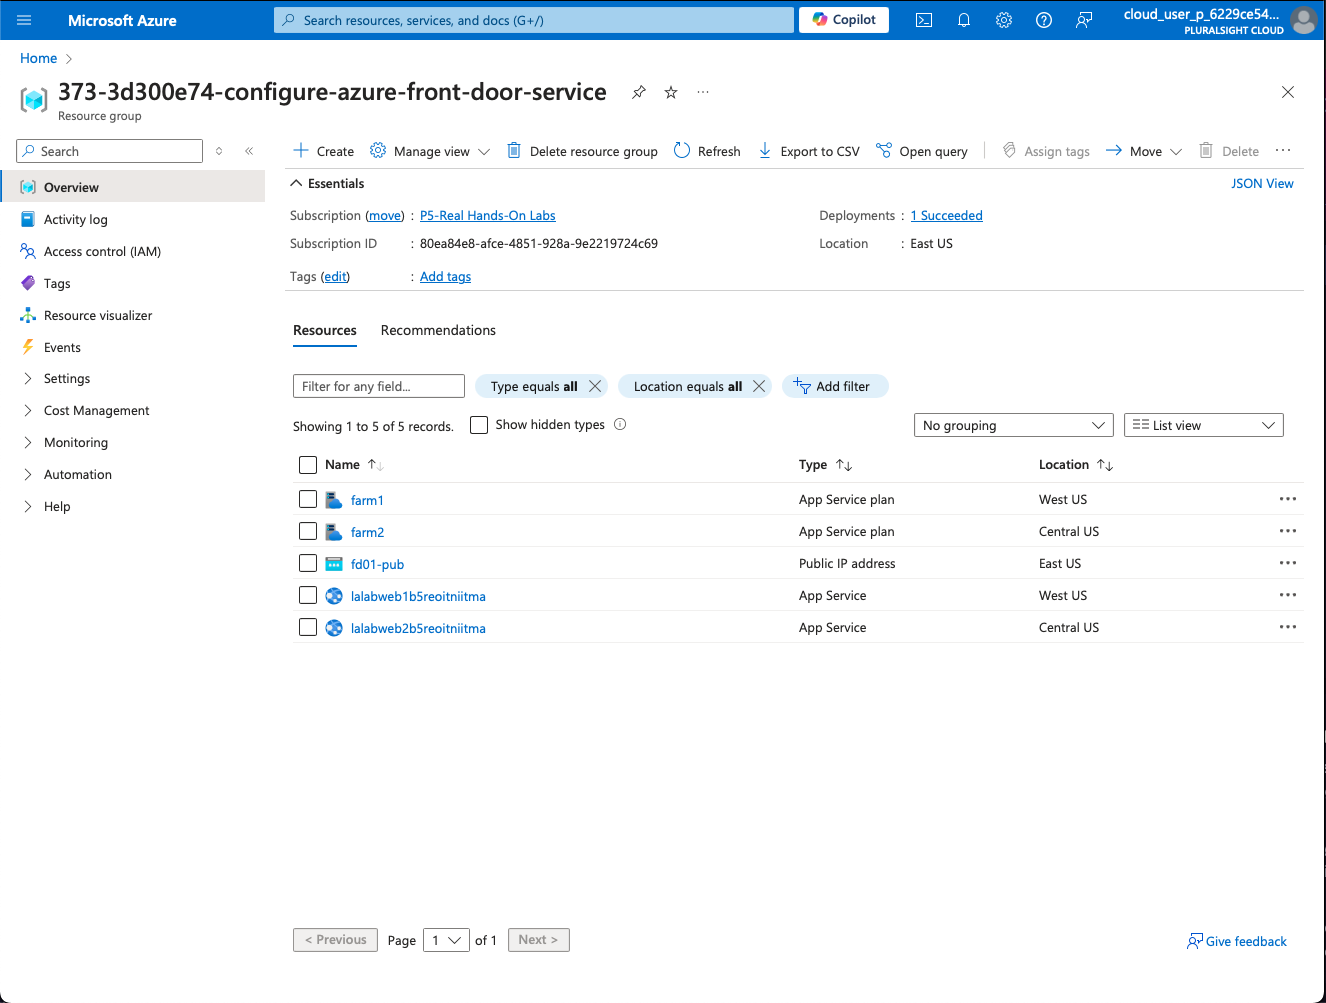 Microsoft Azure
Search resources, services, and docs (G+/)
Copilot
cloud_user_p_6229ce54...
PLURALSIGHT CLOUD
Home
373-3d300e74-configure-azure-front-door-service
Resource group
Search
Create
Manage view
Delete resource group
Refresh
Export to CSV
Open query
Assign tags
Move
Delete
Overview
Activity log
Access control (IAM)
Tags
Resource visualizer
Events
Settings
Cost Management
Monitoring
Automation
Help
Essentials
JSON View
Subscription (move) : P5-Real Hands-On Labs
Deployments : 1 Succeeded
Subscription ID : 80ea84e8-afce-4851-928a-9e2219724c69
Location : East US
Tags (edit) : Add tags
Resources
Recommendations
Filter for any field...
Type equals all
Location equals all
Add filter
Showing 1 to 5 of 5 records.
Show hidden types
No grouping
List view
Name Type Location
farm1 App Service plan West US
farm2 App Service plan Central US
fd01-pub Public IP address East US
lalabweb1b5reoitniitma App Service West US
lalabweb2b5reoitniitma App Service Central US
< Previous Page 1 of 1 Next >
Give feedback